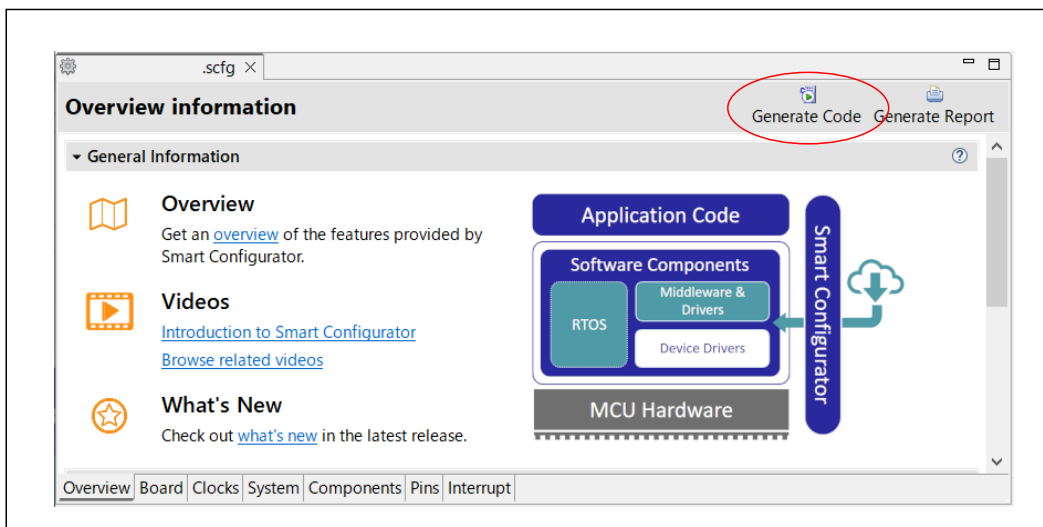 .scfg
Overview information
Generate Code
Generate Report
General Information
Overview
Get an overview of the features provided by
Smart Configurator.
Videos
Introduction to Smart Configurator
Browse related videos
What's New
Check out what's new in the latest release.
Application Code
Software Components
RTOS
Middleware &
Drivers
Device Drivers
MCU Hardware
Smart Configurator
Overview Board Clocks System Components Pins Interrupt